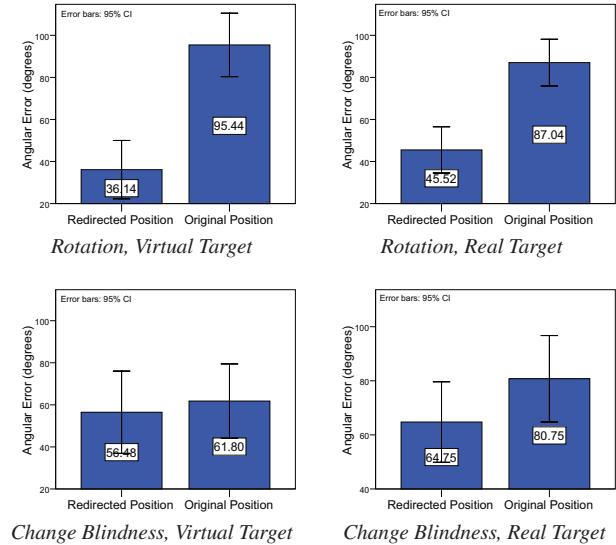 Error bars: 95% CI
Angular Error (degrees)
100
80
60
40
20
36.14
95.44
Redirected Position
Original Position
Rotation, Virtual Target
Error bars: 95% CI
Angular Error (degrees)
100
80
60
40
20
45.52
87.04
Redirected Position
Original Position
Rotation, Real Target
Error bars: 95% CI
Angular Error (degrees)
100
80
60
40
20
56.48
61.80
Redirected Position
Original Position
Change Blindness, Virtual Target
Error bars: 95% CI
Angular Error (degrees)
100
80
60
40
64.75
80.75
Redirected Position
Original Position
Change Blindness, Real Target